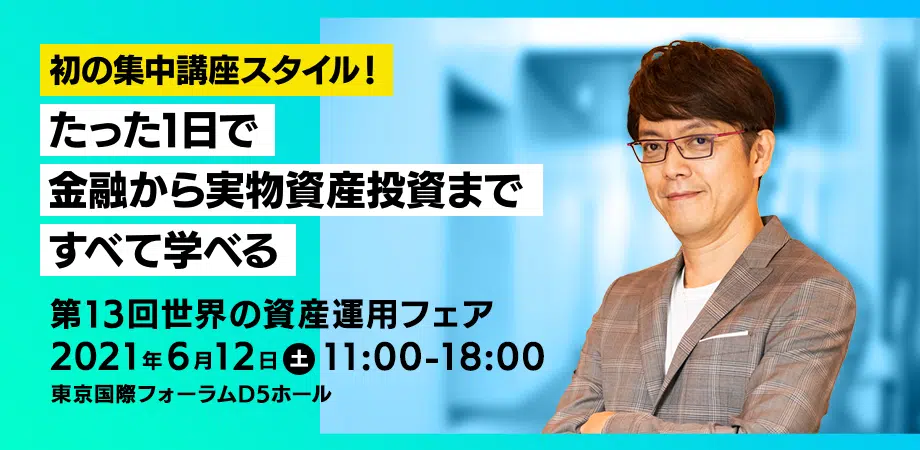 初の集中講座スタイル！
たった1日で
金融から実物資産投資まで
すべて学べる
第13回世界の資産運用フェア
2021年6月12日土11:00-18:00
東京国際フォーラムD5ホール